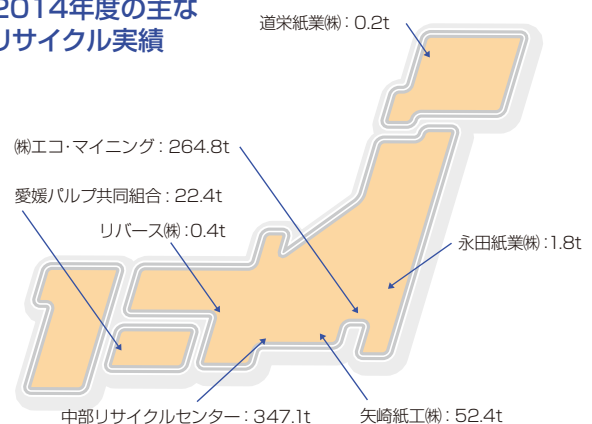 2014年度の主な
リサイクル実績
道栄紙業㈱：0.2t
㈱エコ・マイニング：264.8t
愛媛パルプ共同組合：22.4t
リバース㈱：0.4t
永田紙業㈱：1.8t
中部リサイクルセンター：347.1t
矢崎紙工㈱：52.4t